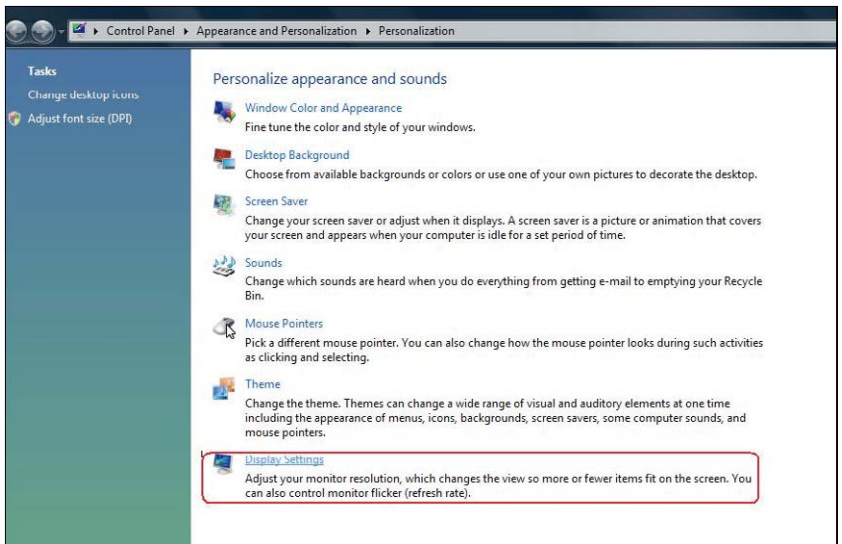 Control Panel ▸ Appearance and Personalization ▸ Personalization
Tasks
Change desktop icons
Adjust font size (DPI)
Personalize appearance and sounds
Window Color and Appearance
Fine tune the color and style of your windows.
Desktop Background
Choose from available backgrounds or colors or use one of your own pictures to decorate the desktop.
Screen Saver
Change your screen saver or adjust when it displays. A screen saver is a picture or animation that covers
your screen and appears when your computer is idle for a set period of time.
Sounds
Change which sounds are heard when you do everything from getting e-mail to emptying your Recycle
Bin.
Mouse Pointers
Pick a different mouse pointer. You can also change how the mouse pointer looks during such activities
as clicking and selecting.
Theme
Change the theme. Themes can change a wide range of visual and auditory elements at one time
including the appearance of menus, icons, backgrounds, screen savers, some computer sounds, and
mouse pointers.
Display Settings
Adjust your monitor resolution, which changes the view so more or fewer items fit on the screen. You
can also control monitor flicker (refresh rate).